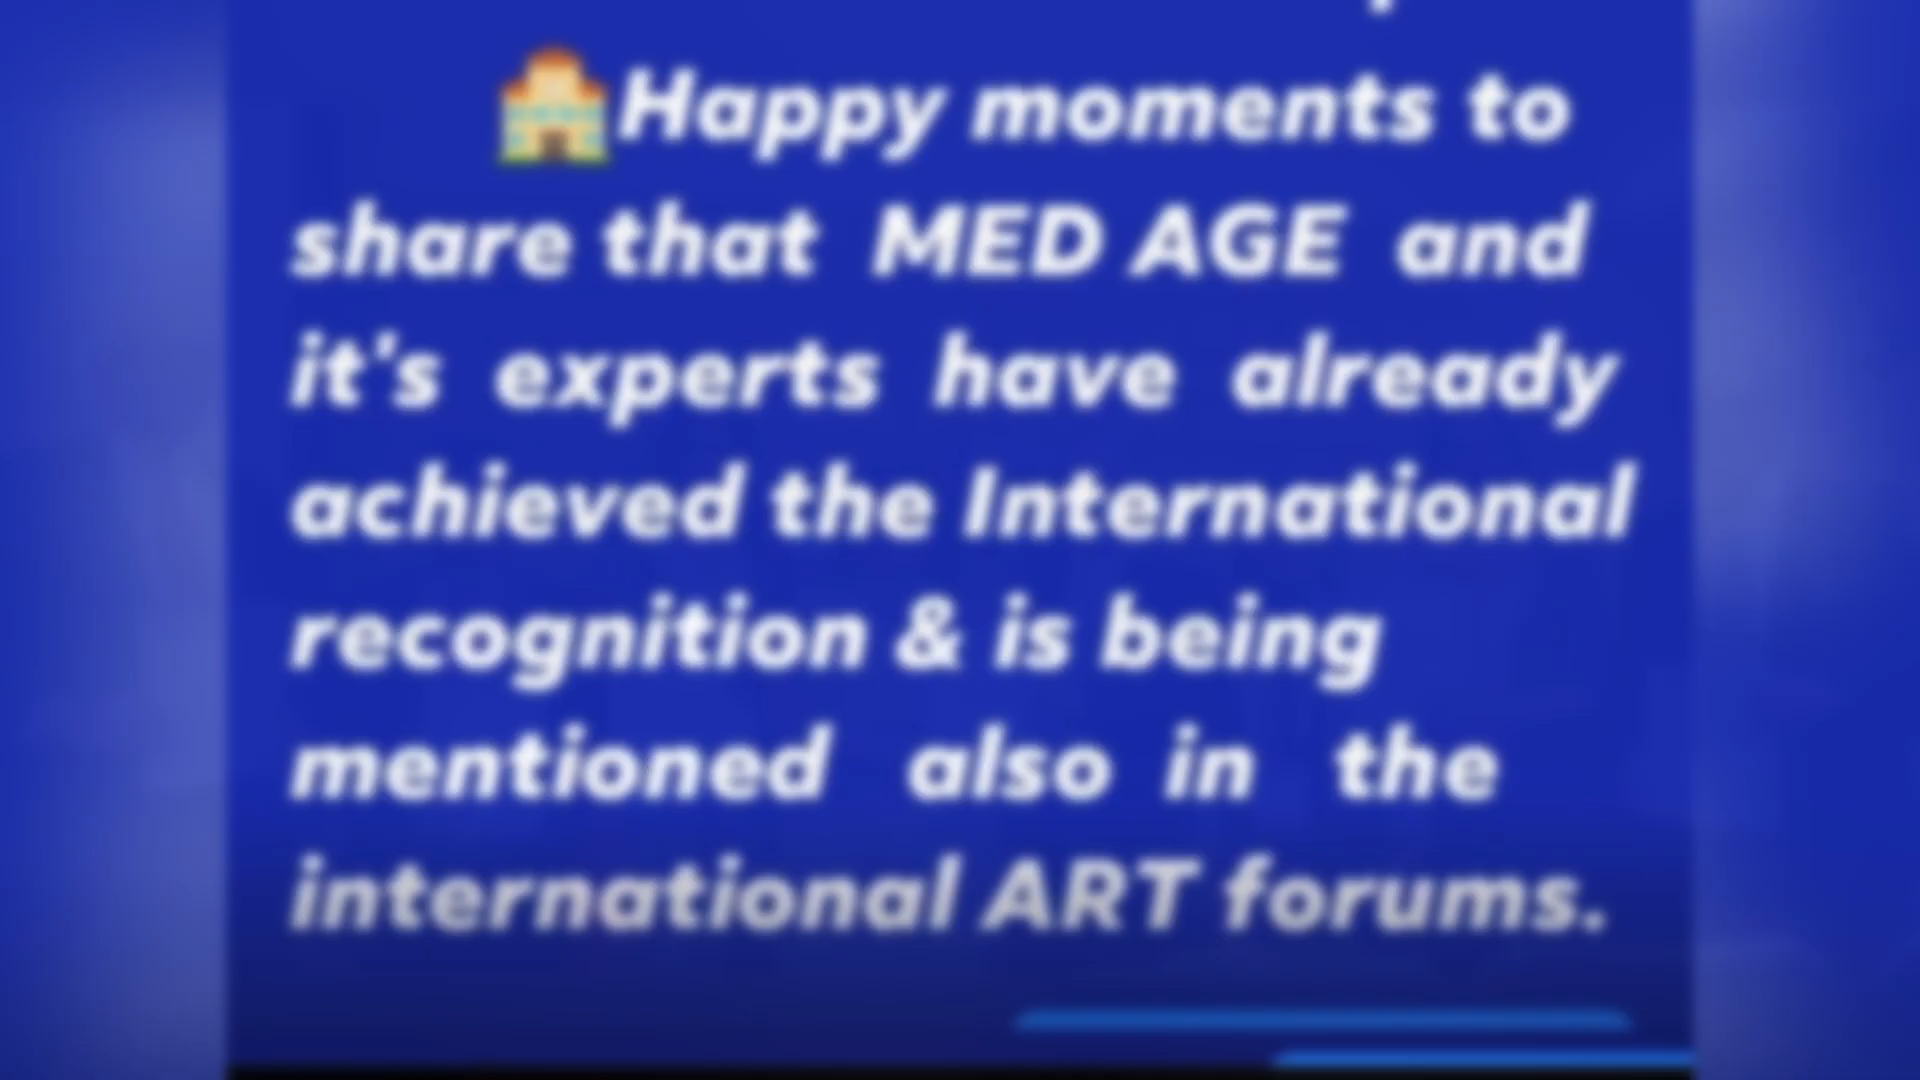 🏨Happy moments to
share that MED AGE and
it's experts have already
achieved the International
recognition & is being
mentioned also in the
international ART forums.